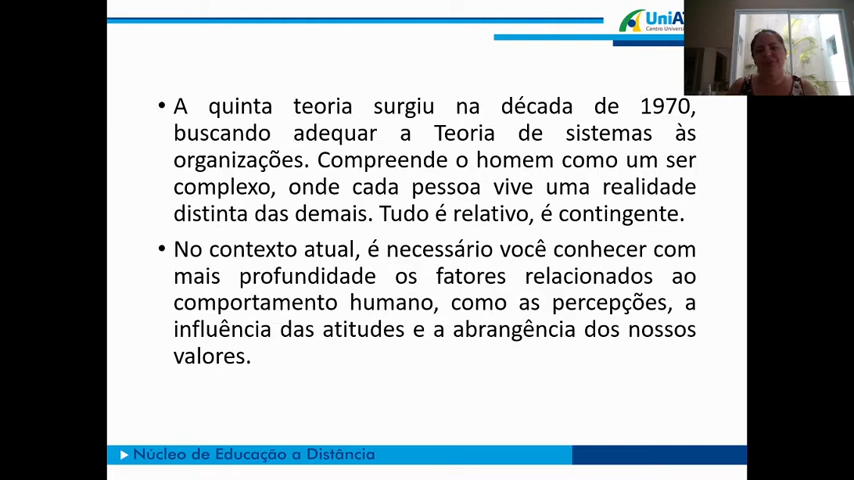 • A quinta teoria surgiu na década de 1970,
buscando adequar a Teoria de sistemas às
organizações. Compreende o homem como um ser
complexo, onde cada pessoa vive uma realidade
distinta das demais. Tudo é relativo, é contingente.
• No contexto atual, é necessário você conhecer com
mais profundidade os fatores relacionados ao
comportamento humano, como as percepções, a
influência das atitudes e a abrangência dos nossos
valores.
Núcleo de Educação a Distância
Centro